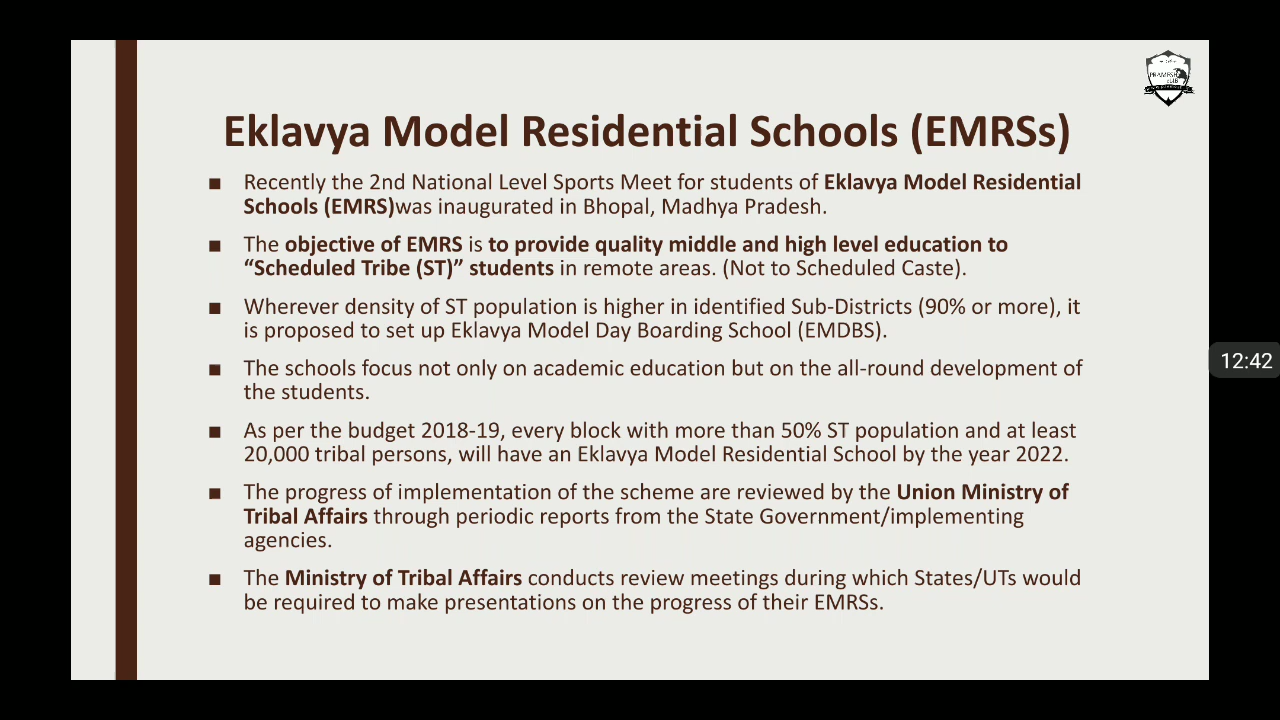 Eklavya Model Residential Schools (EMRSs)
■ Recently the 2nd National Level Sports Meet for students of Eklavya Model Residential
Schools (EMRS)was inaugurated in Bhopal, Madhya Pradesh.
■ The objective of EMRS is to provide quality middle and high level education to
“Scheduled Tribe (ST)” students in remote areas. (Not to Scheduled Caste).
■ Wherever density of ST population is higher in identified Sub-Districts (90% or more), it
is proposed to set up Eklavya Model Day Boarding School (EMDBS).
■ The schools focus not only on academic education but on the all-round development of
the students.
■ As per the budget 2018-19, every block with more than 50% ST population and at least
20,000 tribal persons, will have an Eklavya Model Residential School by the year 2022.
■ The progress of implementation of the scheme are reviewed by the Union Ministry of
Tribal Affairs through periodic reports from the State Government/implementing
agencies.
■ The Ministry of Tribal Affairs conducts review meetings during which States/UTs would
be required to make presentations on the progress of their EMRSs.
12:42